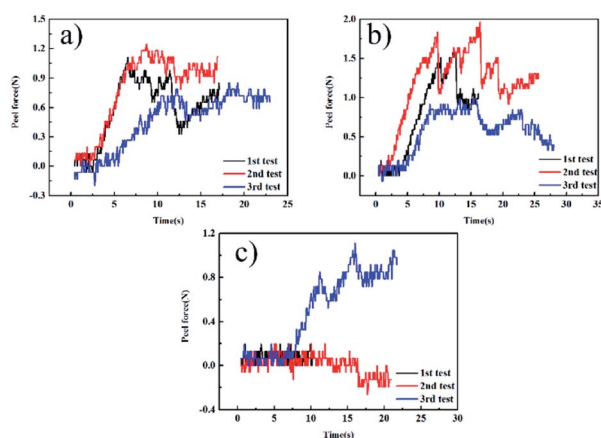 a)
Peel force(N)
1.5
1.2
0.9
0.6
0.3
0.0
-0.3
1st test
2nd test
3rd test
0 5 10 15 20 25
Time(s)
b)
Peel force(N)
2.0
1.5
1.0
0.5
0.0
1st test
2nd test
3rd test
0 5 10 15 20 25 30 35
Time(s)
c)
Peel force(N)
1.2
0.8
0.4
0.0
-0.4
1st test
2nd test
3rd test
0 5 10 15 20 25 30
Time(s)